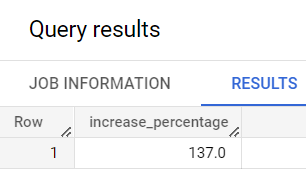 Query results
JOB INFORMATION RESULTS
Row increase_percentage
1 137.0